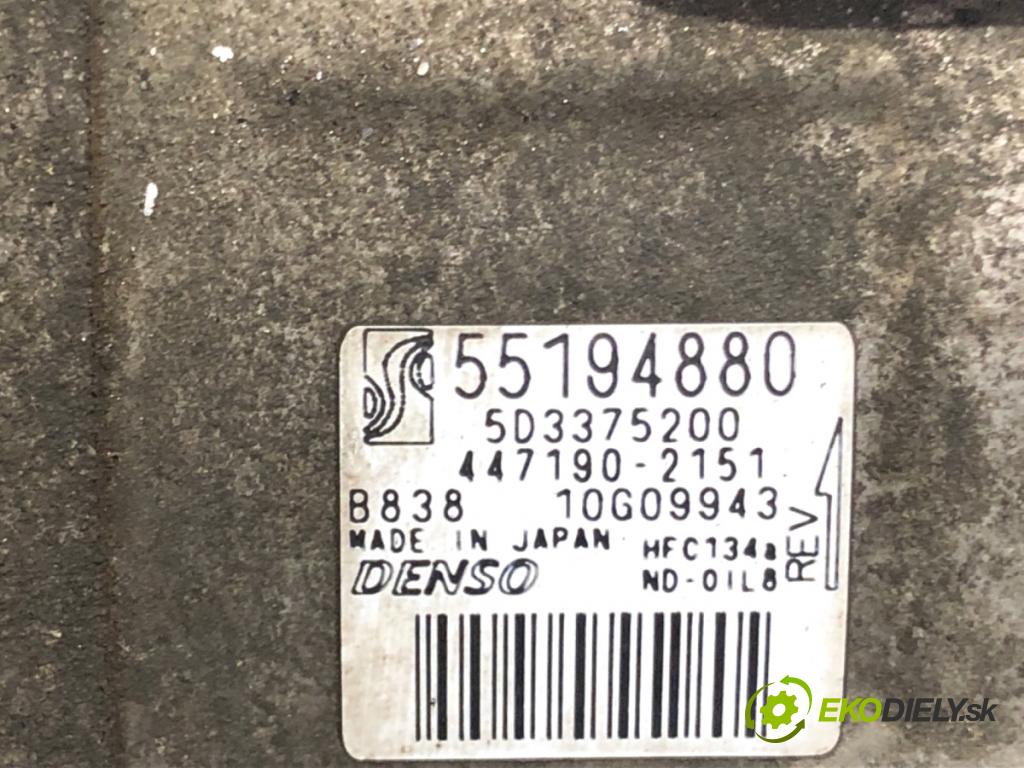 55194880
5D3375200
447190-2151
B838 10G09943
MADE IN JAPAN HFC134a
DENSO ND-OIL8
REV
EKODIELY.sk